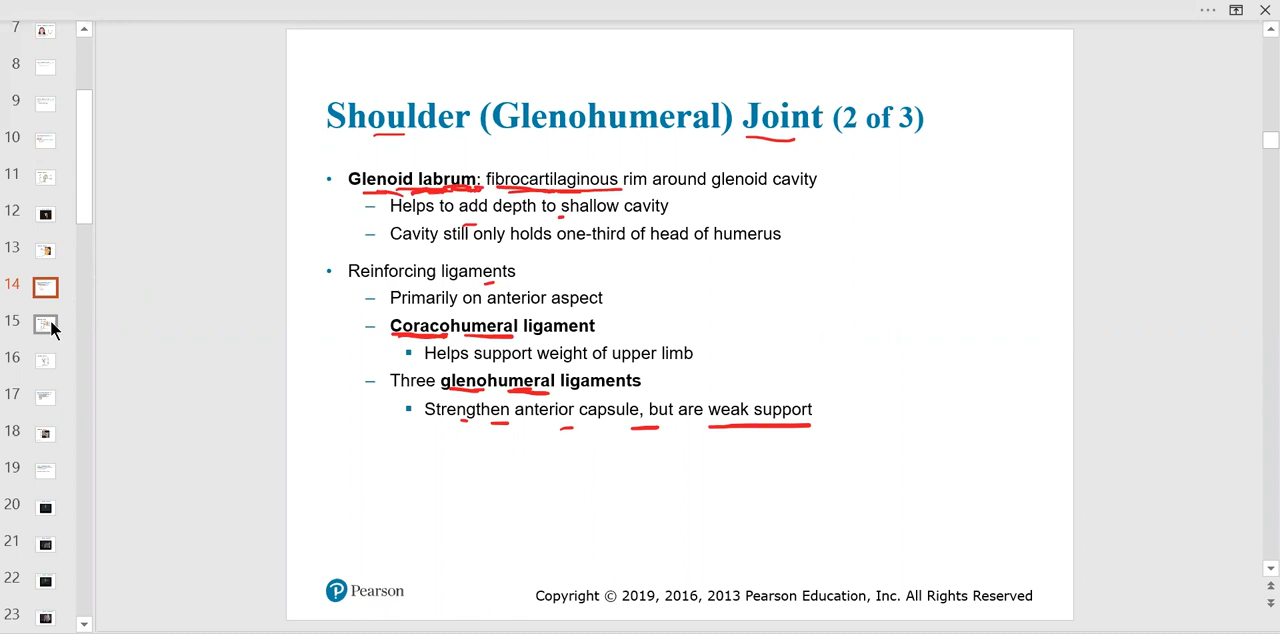 7
8
9
10
11
12
13
14
15
16
17
18
19
20
21
22
23
Shoulder (Glenohumeral) Joint (2 of 3)
• Glenoid labrum: fibrocartilaginous rim around glenoid cavity
– Helps to add depth to shallow cavity
– Cavity still only holds one-third of head of humerus
• Reinforcing ligaments
– Primarily on anterior aspect
– Coracohumeral ligament
▪ Helps support weight of upper limb
– Three glenohumeral ligaments
▪ Strengthen anterior capsule, but are weak support
P Pearson
Copyright © 2019, 2016, 2013 Pearson Education, Inc. All Rights Reserved